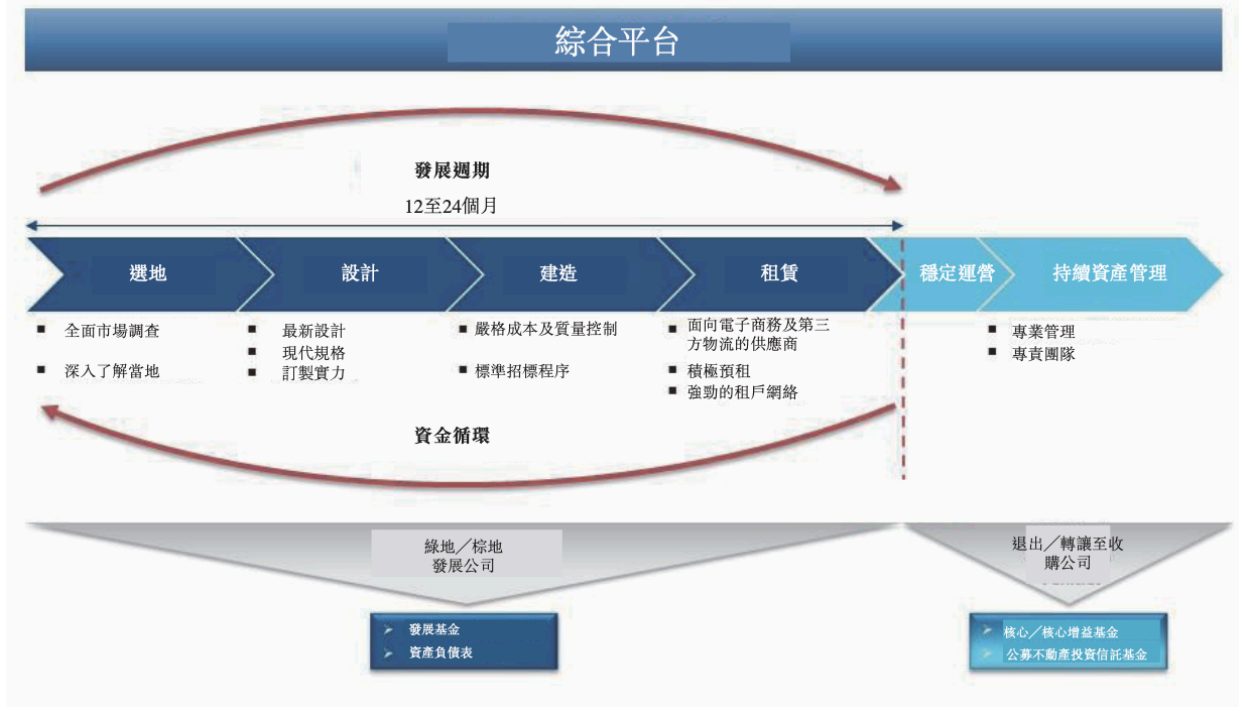 綜合平台
發展週期
12至24個月
選地
設計
建造
租賃
穩定運營
持續資產管理
■ 全面市場調查
■ 深入了解當地
■ 最新設計
■ 現代規格
■ 訂製實力
■ 嚴格成本及質量控制
■ 標準招標程序
■ 面向電子商務及第三
方物流的供應商
■ 積極預租
■ 強勁的租戶網絡
■ 專業管理
■ 專責團隊
資金循環
綠地／棕地
發展公司
退出／轉讓至收
購公司
➢ 發展基金
➢ 資產負債表
➢ 核心／核心增益基金
➢ 公募不動產投資信託基金